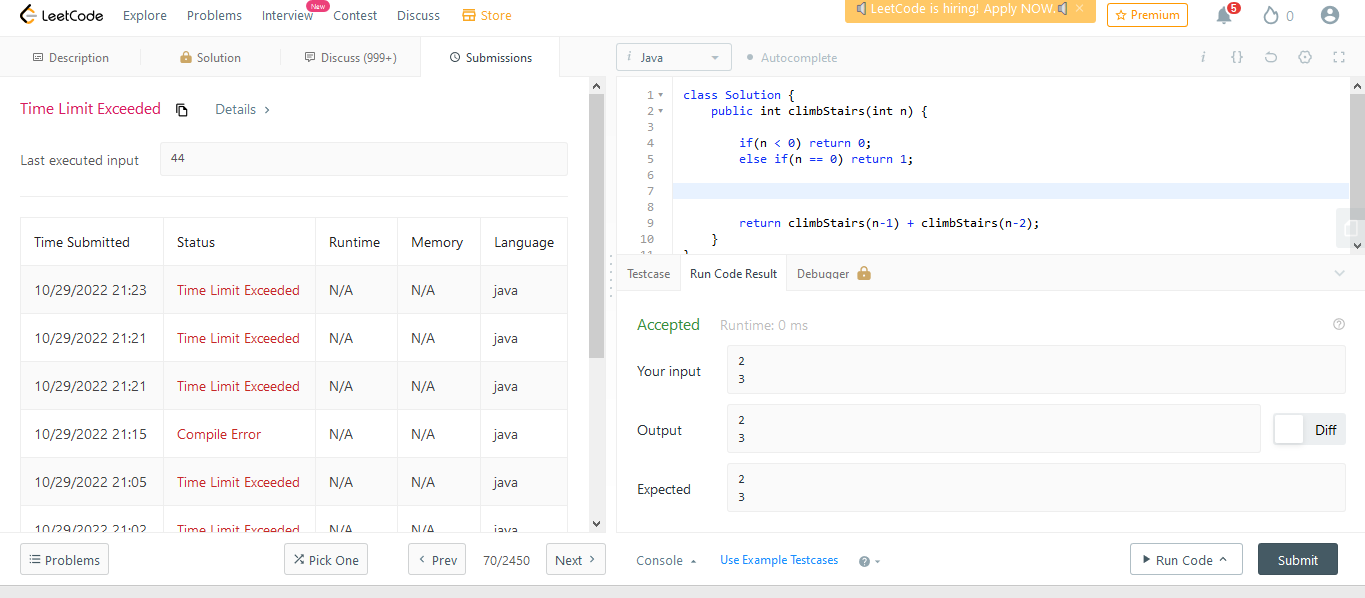 LeetCode Explore Problems Interview New Contest Discuss Store LeetCode is hiring! Apply NOW. × Premium 5 0
Description Solution Discuss (999+) Submissions
i Java Autocomplete i {}
Time Limit Exceeded Details >
Last executed input 44
Time Submitted Status Runtime Memory Language
10/29/2022 21:23 Time Limit Exceeded N/A N/A java
10/29/2022 21:21 Time Limit Exceeded N/A N/A java
10/29/2022 21:21 Time Limit Exceeded N/A N/A java
10/29/2022 21:15 Compile Error N/A N/A java
10/29/2022 21:05 Time Limit Exceeded N/A N/A java
10/29/2022 21:02 Time Limit Exceeded N/A N/A java
1 class Solution {
2 public int climbStairs(int n) {
3
4 if(n < 0) return 0;
5 else if(n == 0) return 1;
6
7
8
9 return climbStairs(n-1) + climbStairs(n-2);
10 }
11 }
Testcase Run Code Result Debugger
Accepted Runtime: 0 ms
Your input
2
3
Output
2
3
Diff
Expected
2
3
Problems Pick One < Prev 70/2450 Next >
Console Use Example Testcases ? Run Code Submit